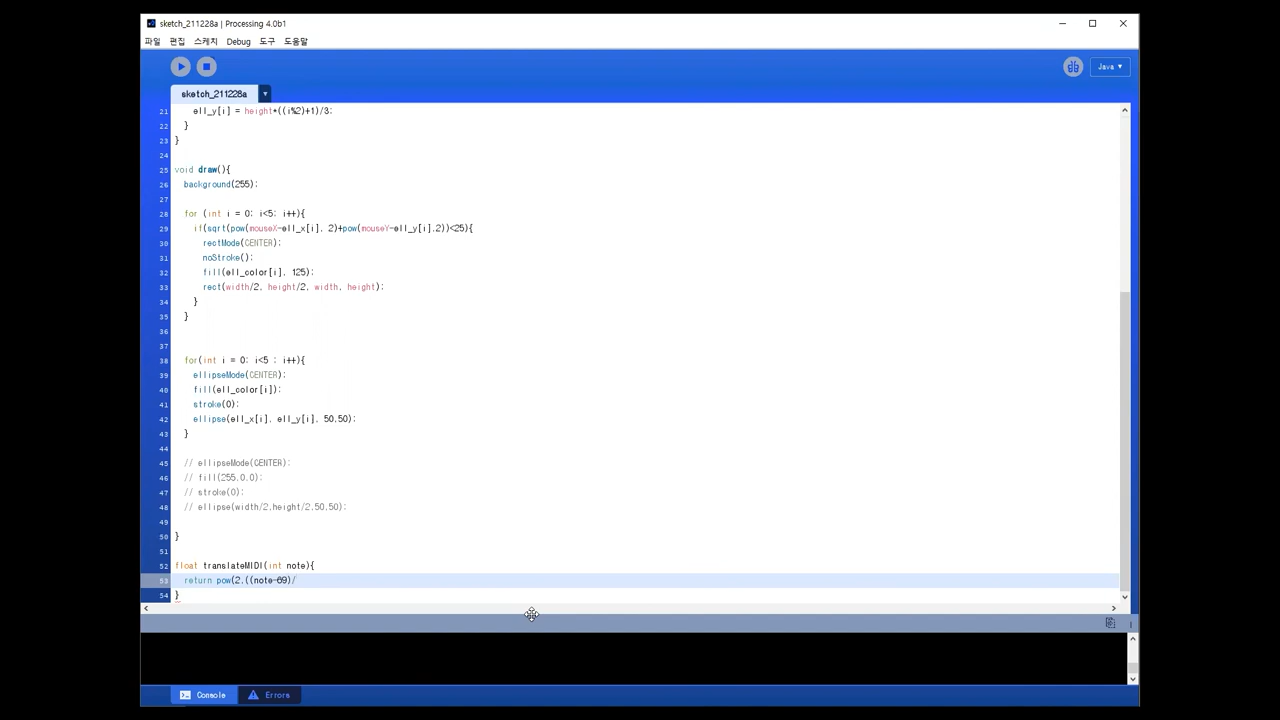 sketch_211228a | Processing 4.0b1
파일 편집 스케치 Debug 도구 도움말
Java ▾
sketch_211228a
21 ell_y[i] = height*((i%2)+1)/3;
22 }
23 }
24
25 void draw(){
26 background(255);
27
28 for (int i = 0; i<5; i++){
29 if(sqrt(pow(mouseX-ell_x[i], 2)+pow(mouseY-ell_y[i],2))<25){
30 rectMode(CENTER);
31 noStroke();
32 fill(ell_color[i], 125);
33 rect(width/2, height/2, width, height);
34 }
35 }
36
37
38 for(int i = 0; i<5 ; i++){
39 ellipseMode(CENTER);
40 fill(ell_color[i]);
41 stroke(0);
42 ellipse(ell_x[i], ell_y[i], 50,50);
43 }
44
45 // ellipseMode(CENTER);
46 // fill(255,0,0);
47 // stroke(0);
48 // ellipse(width/2,height/2,50,50);
49
50 }
51
52 float translateMIDI(int note){
53 return pow(2,((note-69)/
54 }
Console Errors